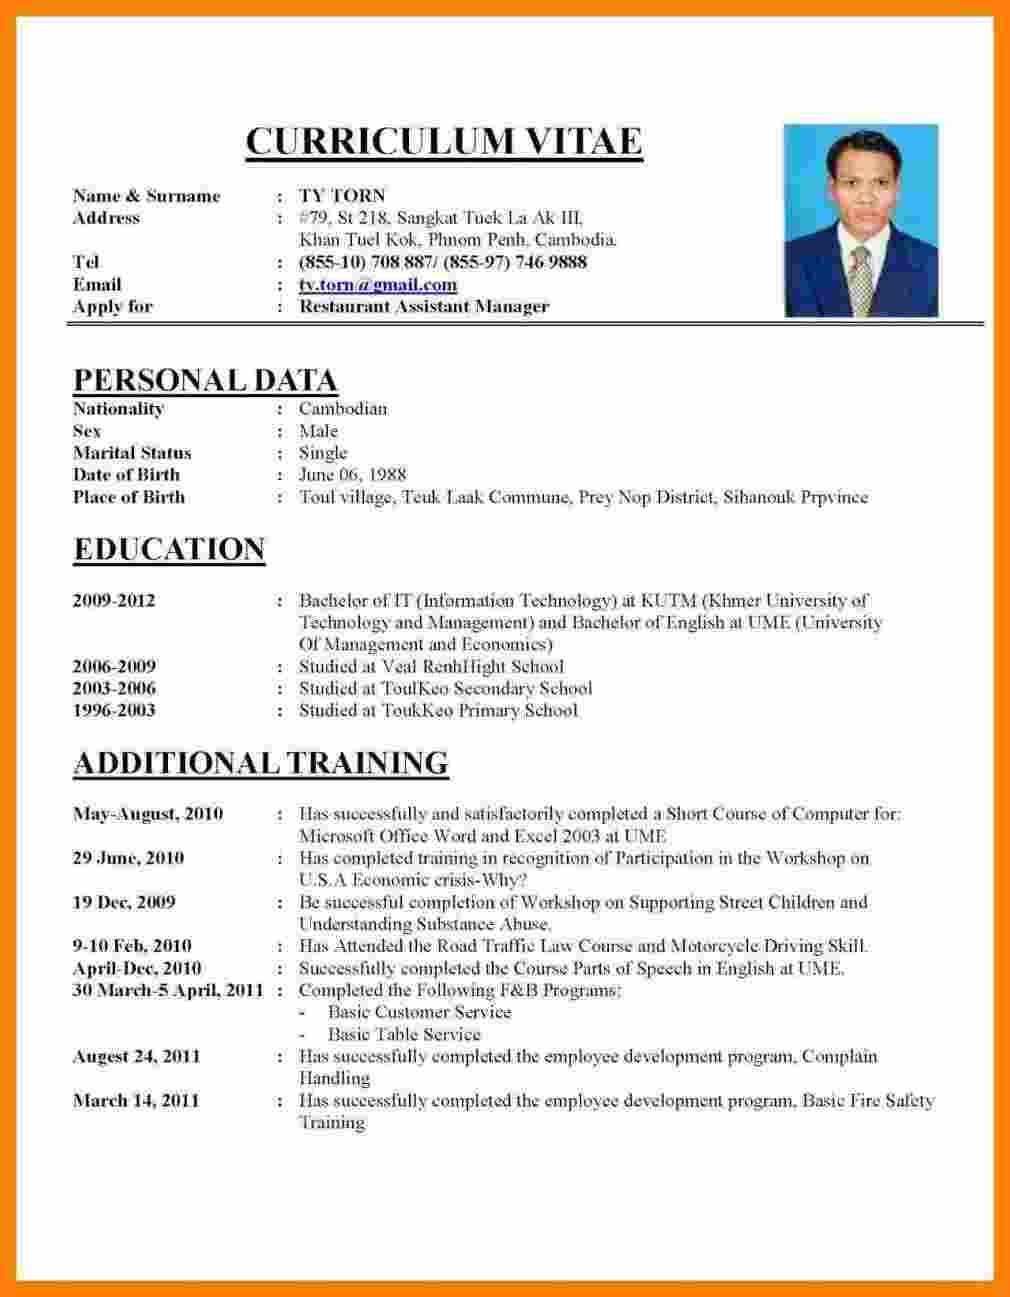 CURRICULUM VITAE
Name & Surname : TY TORN
Address : #79, St 218, Sangkat Tuek La Ak III,
Khan Tuel Kok, Phnom Penh, Cambodia.
Tel : (855-10) 708 887/ (855-97) 746 9888
Email : ty.torn@gmail.com
Apply for : Restaurant Assistant Manager
PERSONAL DATA
Nationality : Cambodian
Sex : Male
Marital Status : Single
Date of Birth : June 06, 1988
Place of Birth : Toul village, Teuk Laak Commune, Prey Nop District, Sihanouk Prpvince
EDUCATION
2009-2012 : Bachelor of IT (Information Technology) at KUTM (Khmer University of
Technology and Management) and Bachelor of English at UME (University
Of Management and Economics)
2006-2009 : Studied at Veal RenhHight School
2003-2006 : Studied at ToulKeo Secondary School
1996-2003 : Studied at ToukKeo Primary School
ADDITIONAL TRAINING
May-August, 2010 : Has successfully and satisfactorily completed a Short Course of Computer for:
Microsoft Office Word and Excel 2003 at UME
29 June, 2010 : Has completed training in recognition of Participation in the Workshop on
U.S.A Economic crisis-Why?
19 Dec, 2009 : Be successful completion of Workshop on Supporting Street Children and
Understanding Substance Abuse.
9-10 Feb, 2010 : Has Attended the Road Traffic Law Course and Motorcycle Driving Skill.
April-Dec, 2010 : Successfully completed the Course Parts of Speech in English at UME.
30 March-5 April, 2011 : Completed the Following F&B Programs:
- Basic Customer Service
- Basic Table Service
August 24, 2011 : Has successfully completed the employee development program, Complain
Handling
March 14, 2011 : Has successfully completed the employee development program, Basic Fire Safety
Training